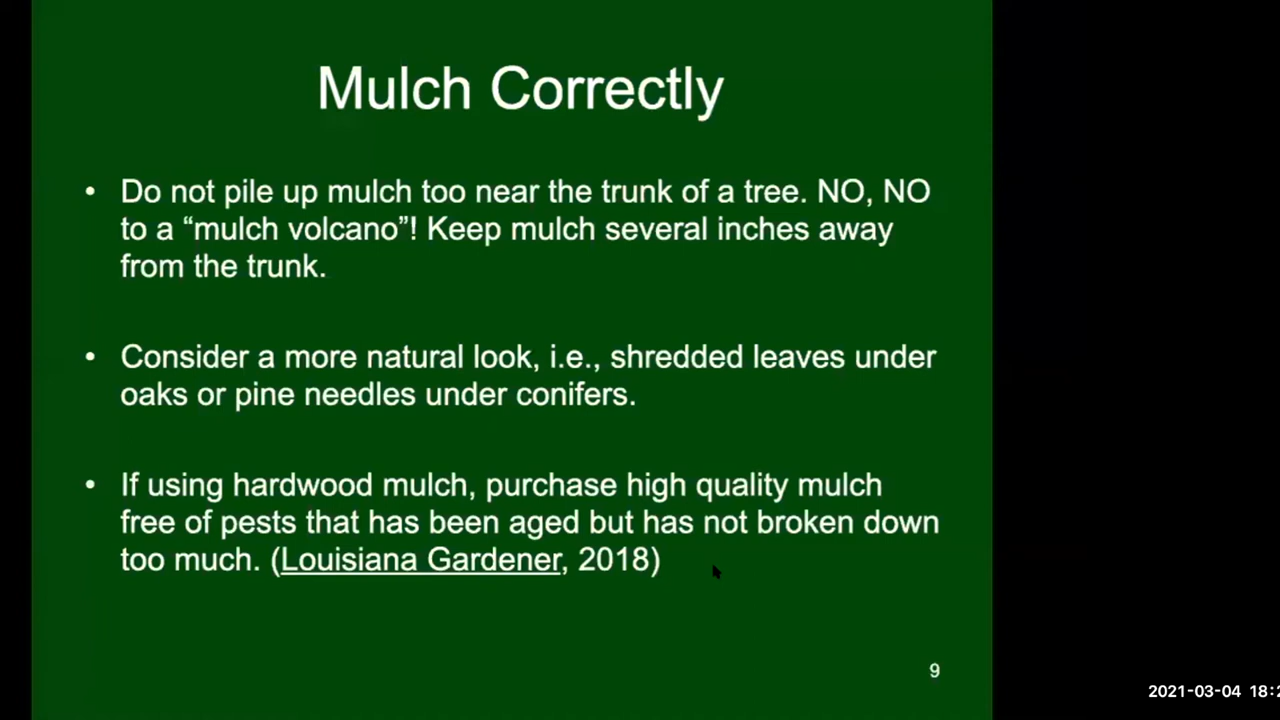 Mulch Correctly
• Do not pile up mulch too near the trunk of a tree. NO, NO
to a “mulch volcano”! Keep mulch several inches away
from the trunk.
• Consider a more natural look, i.e., shredded leaves under
oaks or pine needles under conifers.
• If using hardwood mulch, purchase high quality mulch
free of pests that has been aged but has not broken down
too much. (Louisiana Gardener, 2018)
9
2021-03-04